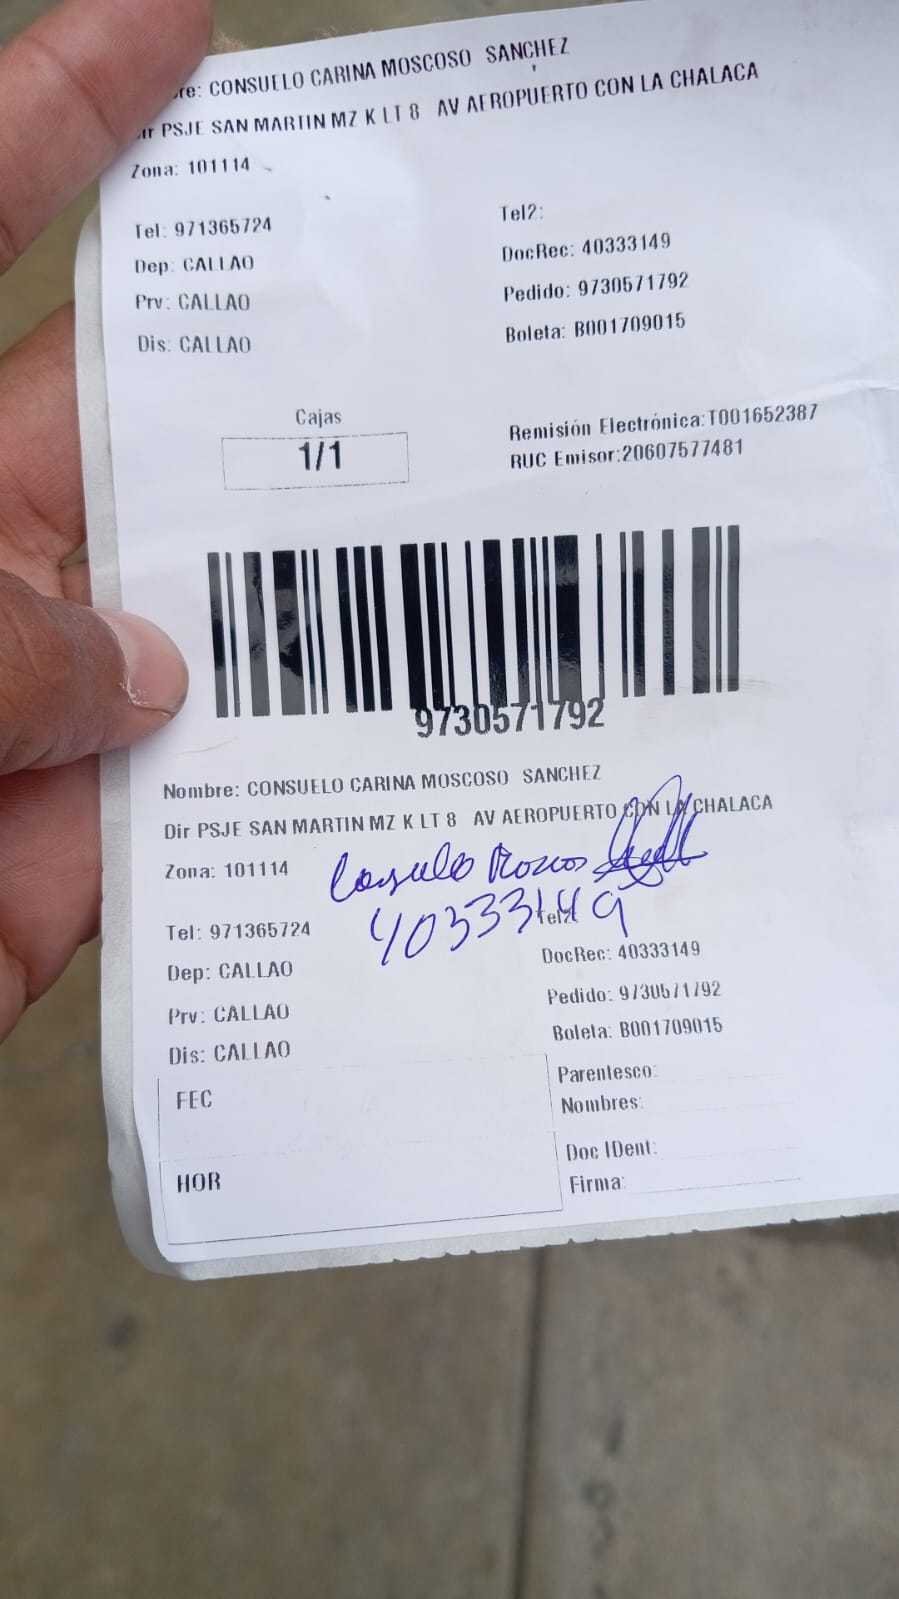 re: CONSUELO CARINA MOSCOSO SANCHEZ
Dir PSJE SAN MARTIN MZ K LT 8 AV AEROPUERTO CON LA CHALACA
Zona: 101114
Tel: 971365724 Tel2:
Dep: CALLAO DocRec: 40333149
Prv: CALLAO Pedido: 9730571792
Dis: CALLAO Boleta: B001709015
Cajas
1/1
Remisión Electrónica:T001652387
RUC Emisor:20607577481
9730571792
Nombre: CONSUELO CARINA MOSCOSO SANCHEZ
Dir PSJE SAN MARTIN MZ K LT 8 AV AEROPUERTO CON LA CHALACA
Zona: 101114
Consuelo
40333149
Tel: 971365724 Tel2:
Dep: CALLAO DocRec: 40333149
Prv: CALLAO Pedido: 9730571792
Dis: CALLAO Boleta: B001709015
FEC
Parentesco:
Nombres:
HOR
Doc IDent:
Firma: